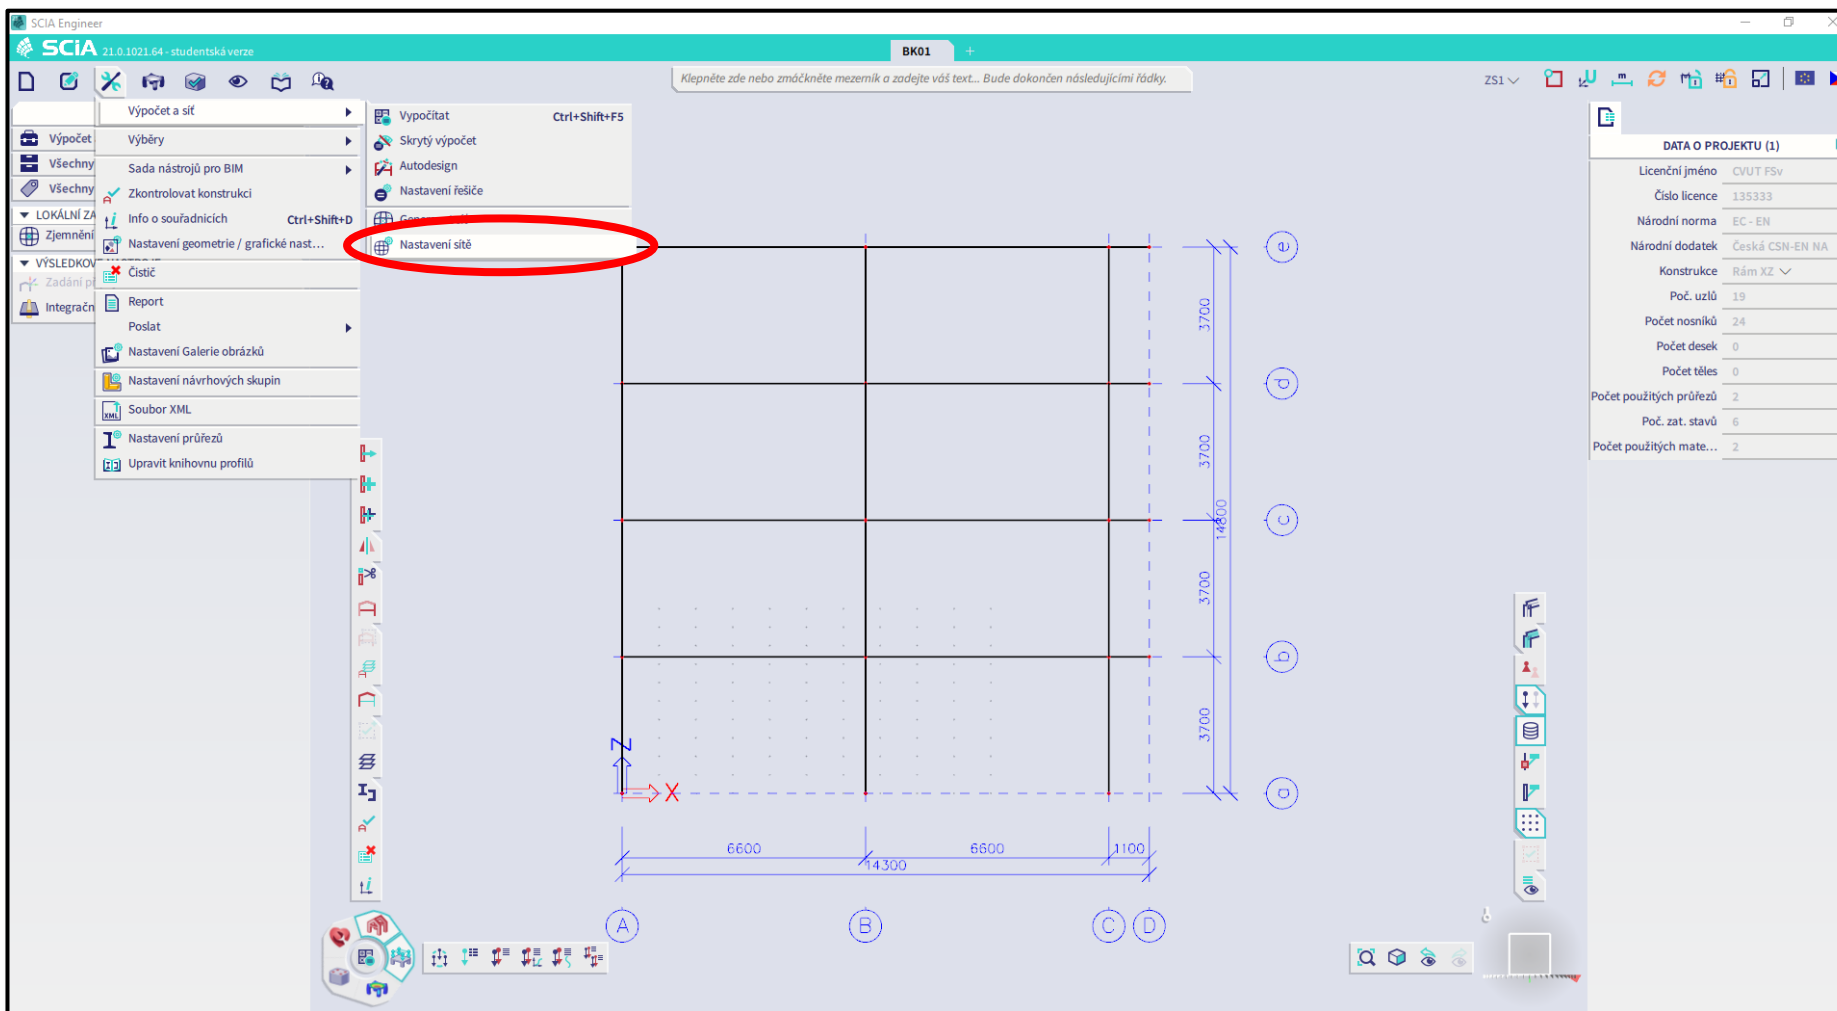 SCIA Engineer
SCiA 21.0.1021.64 - studentská verze
BK01
Klepněte zde nebo zmáčkněte mezerník a zadejte váš text... Bude dokončen následujícími řádky.
ZS1
Výpočet a síť
Výběry
Sada nástrojů pro BIM
Zkontrolovat konstrukci
Info o souřadnicích Ctrl+Shift+D
Nastavení geometrie / grafické nast...
Čistič
Report
Poslat
Nastavení Galerie obrázků
Nastavení návrhových skupin
Soubor XML
Nastavení průřezů
Upravit knihovnu profilů
Vypočítat Ctrl+Shift+F5
Skrytý výpočet
Autodesign
Nastavení řešiče
Nastavení sítě
Výpočet
Všechny
Všechny
LOKÁLNÍ ZA
Zjemnění
VÝSLEDKOV
Zadání p
Integračn
DATA O PROJEKTU (1)
Licenční jméno CVUT FSv
Číslo licence 135333
Národní norma EC - EN
Národní dodatek Česká CSN-EN NA
Konstrukce Rám XZ
Poč. uzlů 19
Počet nosníků 24
Počet desek 0
Počet těles 0
Počet použitých průřezů 2
Poč. zat. stavů 6
Počet použitých mate... 2
e
3700
d
3700
14800
c
3700
b
3700
a
Z
X
6600 6600 1100
14300
A B C D